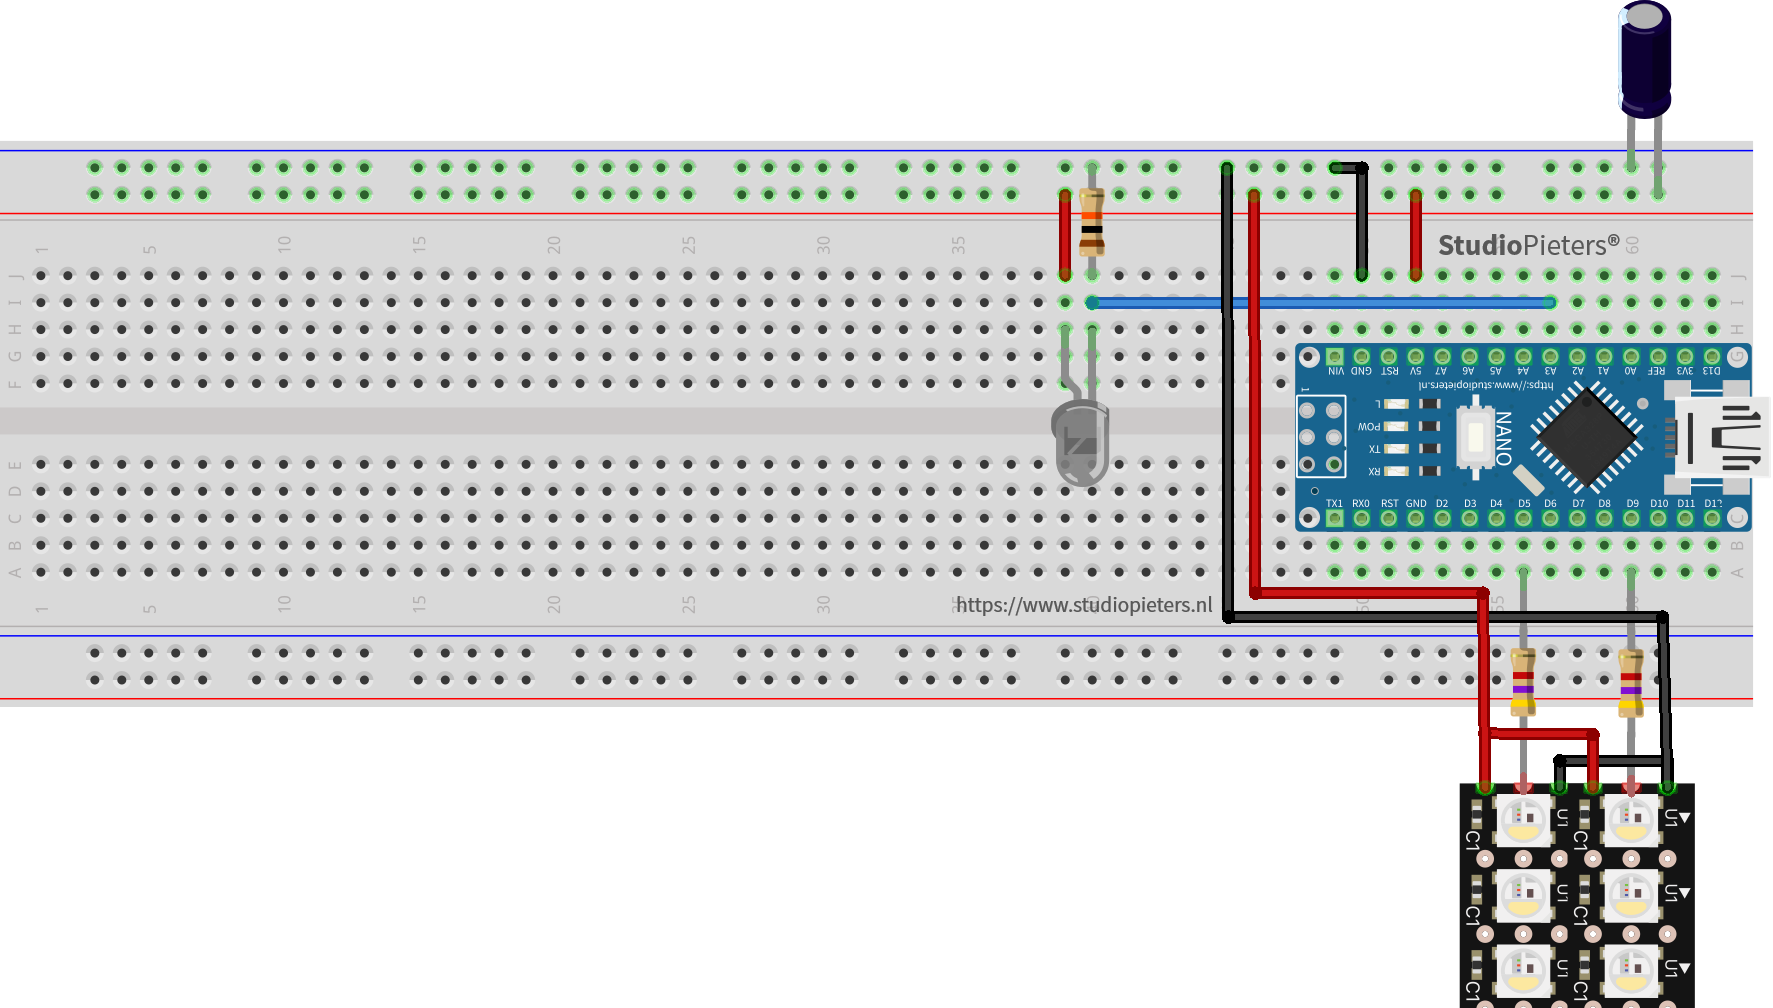 1 5 10 15 20 25 30 35 StudioPieters® 60
J J
I I
H H
G G
F
VIN GND RST 5V A7 A6 A5 A4 A3 A2 A1 A0 REF 3V3 D13
https://www.studiopieters.nl
1
L
POW
TX
RX
NANO
TX1 RX0 RST GND D2 D3 D4 D5 D6 D7 D8 D9 D10 D11
E
D
C C
B B
A A
1 5 10 15 20 25 30 https://www.studiopieters.nl
C1 U1 C1 U1
C1 U1 C1 U1
C1 U1 C1 U1